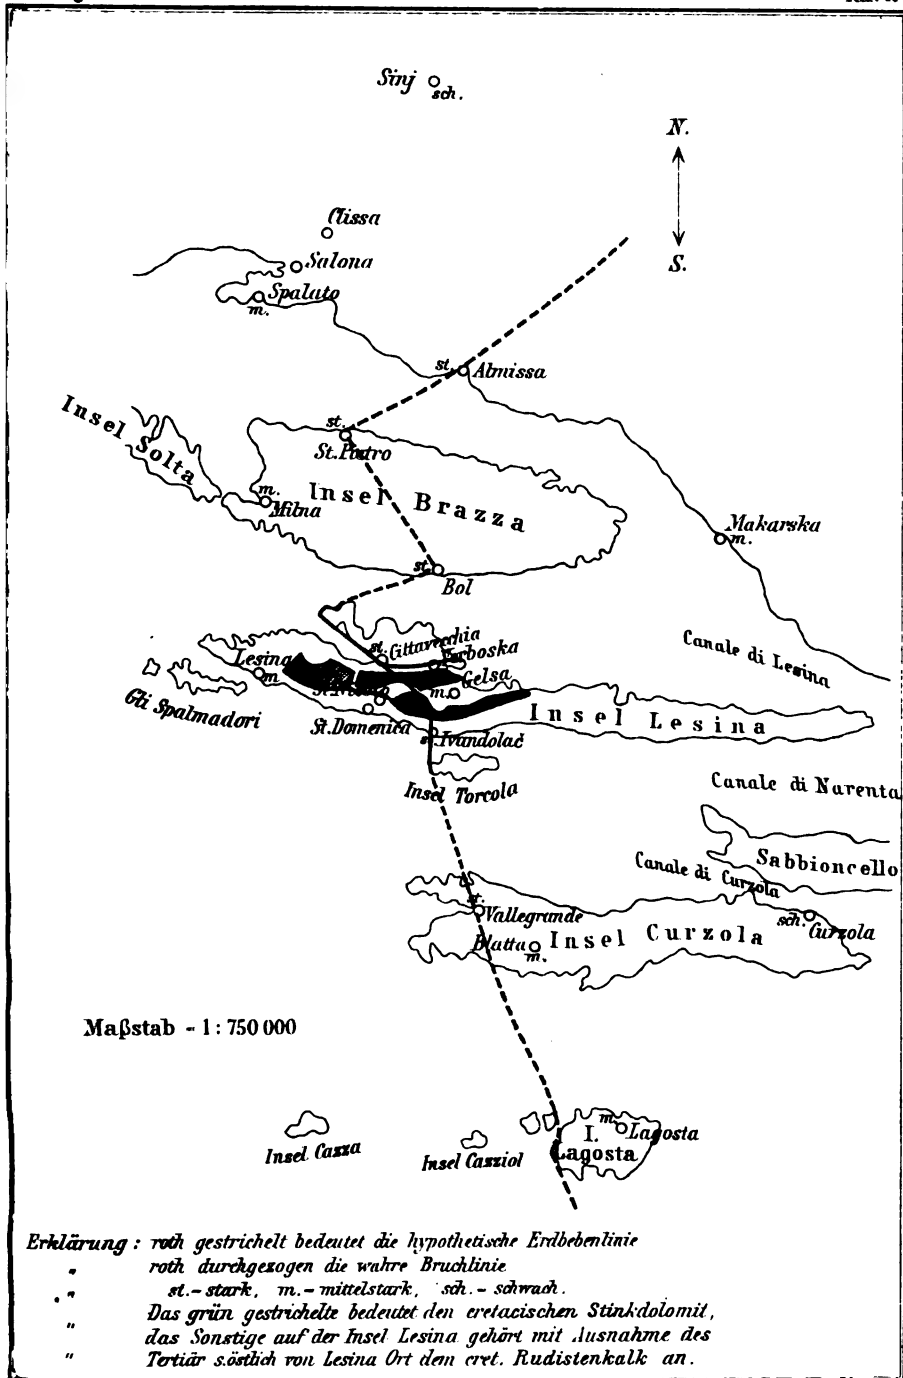 Sinj
sch.
N.
S.
Clissa
Salona
Spalato
m.
st. Almissa
Insel Solta
st.
St. Pietro
m.
Milna
Insel Brazza
Makarska
m.
st.
Bol
Canale di Lesina
st. Cittavecchia
Verboska
Lesina
m
Gelsa
m.
Gli Spalmadori
St. Domenica
Insel Lesina
Ivandolač
Insel Torcola
Canale di Narenta
Sabbioncello
Canale di Curzola
st.
Vallegrande
sch. Curzola
Blatta
m.
Insel Curzola
Maßstab - 1 : 750 000
m.
Lagosta
I.
Lagosta
Insel Cazza
Insel Cazziol
Erklärung : roth gestrichelt bedeutet die hypothetische Erdbebenlinie
" roth durchgezogen die wahre Bruchlinie
" st.- stark, m.- mittelstark, sch.- schwach.
" Das grün gestrichelte bedeutet den cretacischen Stinkdolomit,
" das Sonstige auf der Insel Lesina gehört mit Ausnahme des
" Tertiär s.östlich von Lesina Ort dem cret. Rudistenkalk an.